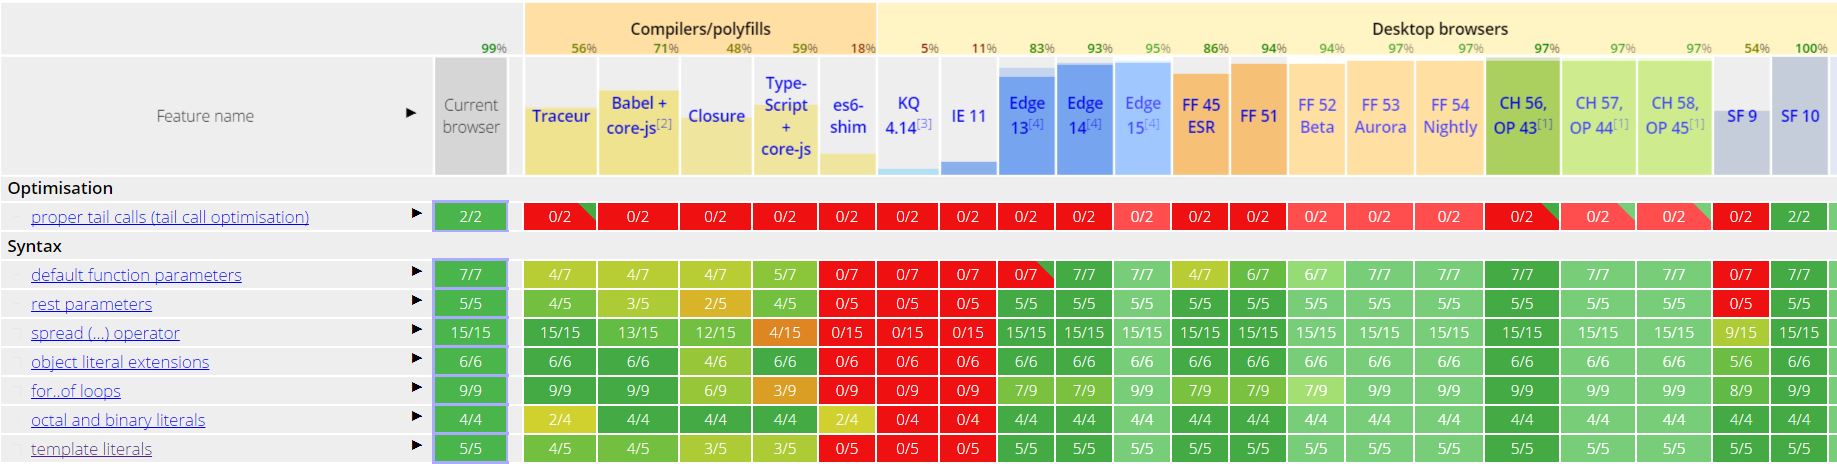 Compilers/polyfills Desktop browsers
99% 56% 71% 48% 59% 18% 5% 11% 83% 93% 95% 86% 94% 94% 97% 97% 97% 97% 97% 54% 100%
Feature name ▶ Current browser Traceur Babel + core-js[2] Closure Type-Script + core-js es6-shim KQ 4.14[3] IE 11 Edge 13[4] Edge 14[4] Edge 15[4] FF 45 ESR FF 51 FF 52 Beta FF 53 Aurora FF 54 Nightly CH 56, OP 43[1] CH 57, OP 44[1] CH 58, OP 45[1] SF 9 SF 10
Optimisation
proper tail calls (tail call optimisation) ▶ 2/2 0/2 0/2 0/2 0/2 0/2 0/2 0/2 0/2 0/2 0/2 0/2 0/2 0/2 0/2 0/2 0/2 0/2 0/2 0/2 2/2
Syntax
default function parameters ▶ 7/7 4/7 4/7 4/7 5/7 0/7 0/7 0/7 0/7 7/7 7/7 4/7 6/7 6/7 7/7 7/7 7/7 7/7 7/7 0/7 7/7
rest parameters ▶ 5/5 4/5 3/5 2/5 4/5 0/5 0/5 0/5 5/5 5/5 5/5 5/5 5/5 5/5 5/5 5/5 5/5 5/5 5/5 0/5 5/5
spread (...) operator ▶ 15/15 15/15 13/15 12/15 4/15 0/15 0/15 0/15 15/15 15/15 15/15 15/15 15/15 15/15 15/15 15/15 15/15 15/15 15/15 9/15 15/15
object literal extensions ▶ 6/6 6/6 6/6 4/6 6/6 0/6 0/6 0/6 6/6 6/6 6/6 6/6 6/6 6/6 6/6 6/6 6/6 6/6 6/6 5/6 6/6
for..of loops ▶ 9/9 9/9 9/9 6/9 3/9 0/9 0/9 0/9 7/9 7/9 9/9 7/9 7/9 7/9 9/9 9/9 9/9 9/9 9/9 8/9 9/9
octal and binary literals ▶ 4/4 2/4 4/4 4/4 4/4 2/4 0/4 0/4 4/4 4/4 4/4 4/4 4/4 4/4 4/4 4/4 4/4 4/4 4/4 4/4 4/4
template literals ▶ 5/5 4/5 4/5 3/5 3/5 0/5 0/5 0/5 5/5 5/5 5/5 5/5 5/5 5/5 5/5 5/5 5/5 5/5 5/5 5/5 5/5